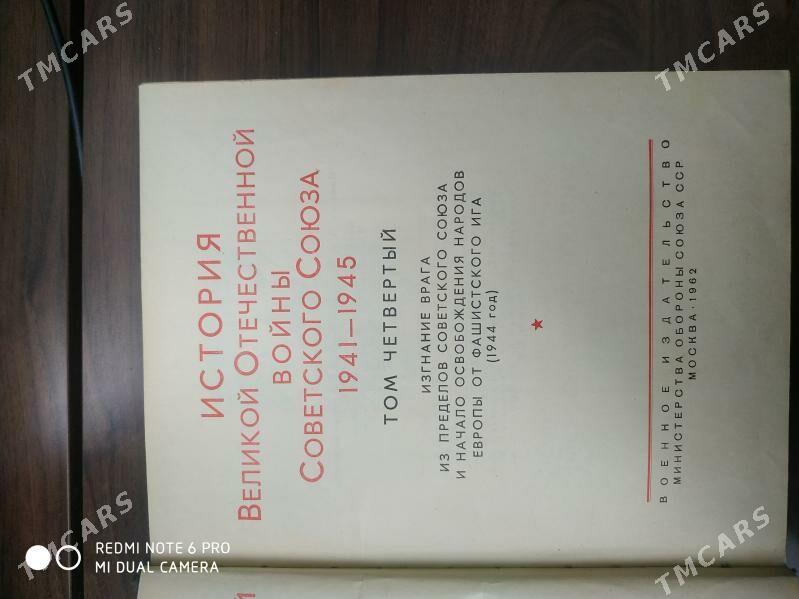 ИСТОРИЯ
ВЕЛИКОЙ ОТЕЧЕСТВЕННОЙ
ВОЙНЫ
СОВЕТСКОГО СОЮЗА
1941—1945
ТОМ ЧЕТВЕРТЫЙ
ИЗГНАНИЕ ВРАГА
ИЗ ПРЕДЕЛОВ СОВЕТСКОГО СОЮЗА
И НАЧАЛО ОСВОБОЖДЕНИЯ НАРОДОВ
ЕВРОПЫ ОТ ФАШИСТСКОГО ИГА
(1944 год)
ВОЕННОЕ ИЗДАТЕЛЬСТВО
МИНИСТЕРСТВА ОБОРОНЫ СОЮЗА ССР
МОСКВА · 1962
REDMI NOTE 6 PRO
MI DUAL CAMERA
TMCARS
TMCARS
TMCARS
TMCARS